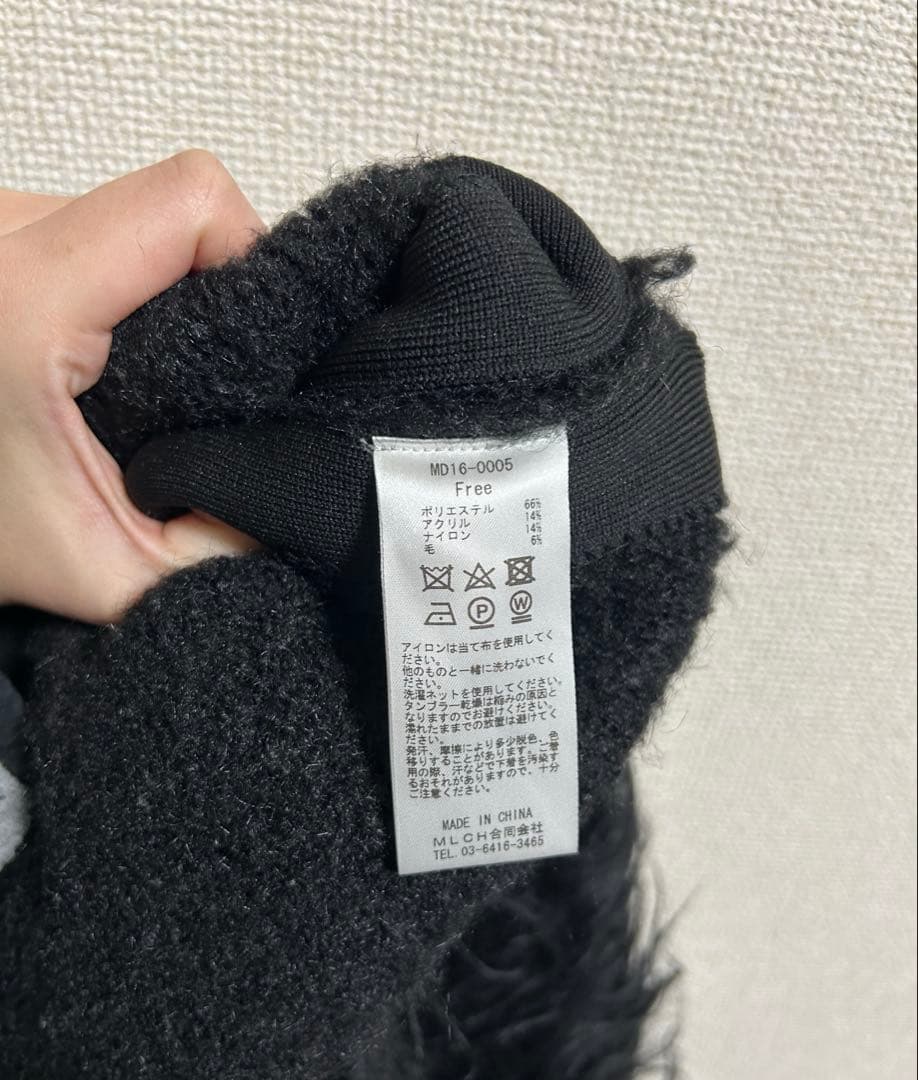 MD16-0005
Free
ポリエステル 66%
アクリル 14%
ナイロン 14%
毛 6%
P W
アイロンは当て布を使用してく
ださい。
他のものと一緒に洗わないでく
ださい。
洗濯ネットを使用してください。
タンブラー乾燥は縮みの原因と
なりますのでお避けください。
濡れたままでの放置は避けてく
ださい。
発汗、摩擦により多少脱色、色
移りすることがあります。ご着
用の際、汗などで下着を汚染す
るおそれがありますので、十分
ご注意ください。
MADE IN CHINA
MLCH合同会社
TEL. 03-6416-3465